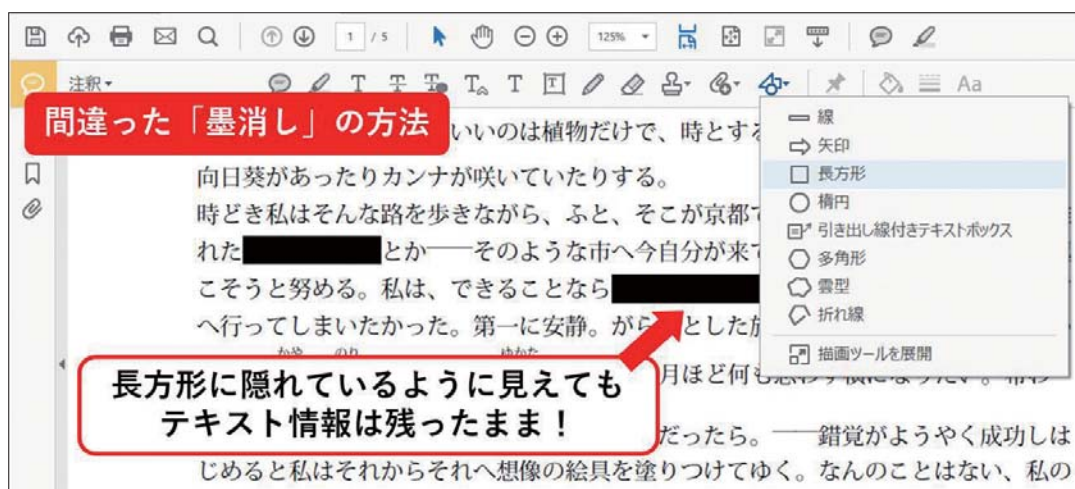 1 / 5
125%
注釈
Aa
間違った「墨消し」の方法
いいのは植物だけで、時とする
向日葵があったりカンナが咲いていたりする。
時どき私はそんな路を歩きながら、ふと、そこが京都で
れた
とか――そのような市へ今自分が来て
こそうと努める。私は、できることなら
へ行ってしまいたかった。第一に安静。がら
とした
かや のり ゆかた
月ほど何も
長方形に隠れているように見えても
テキスト情報は残ったまま！
だったら。――錯覚がようやく成功しは
じめると私はそれからそれへ想像の絵具を塗りつけてゆく。なんのことはない、私の
線
矢印
長方形
楕円
引き出し線付きテキストボックス
多角形
雲型
折れ線
描画ツールを展開